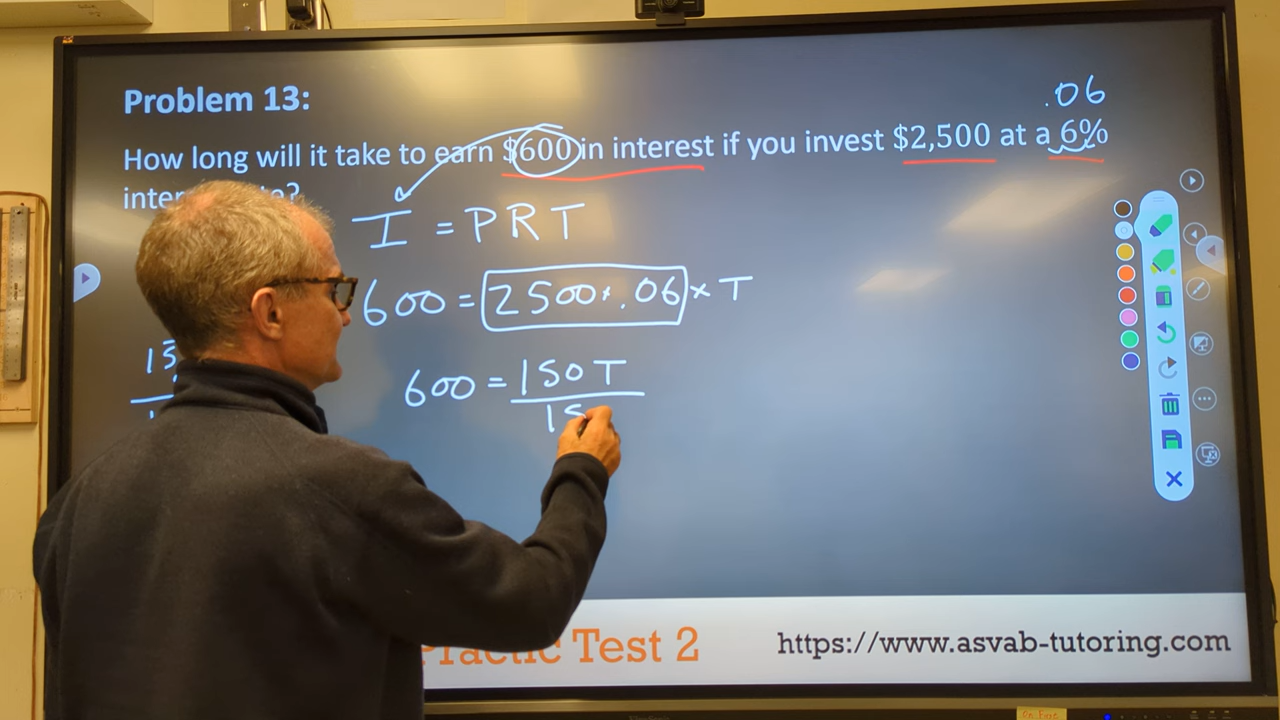 .06
Problem 13:
How long will it take to earn $600 in interest if you invest $2,500 at a 6%
I = PRT
600 = 2500 × .06 × T
600 = 150T
15
Test 2
https://www.asvab-tutoring.com